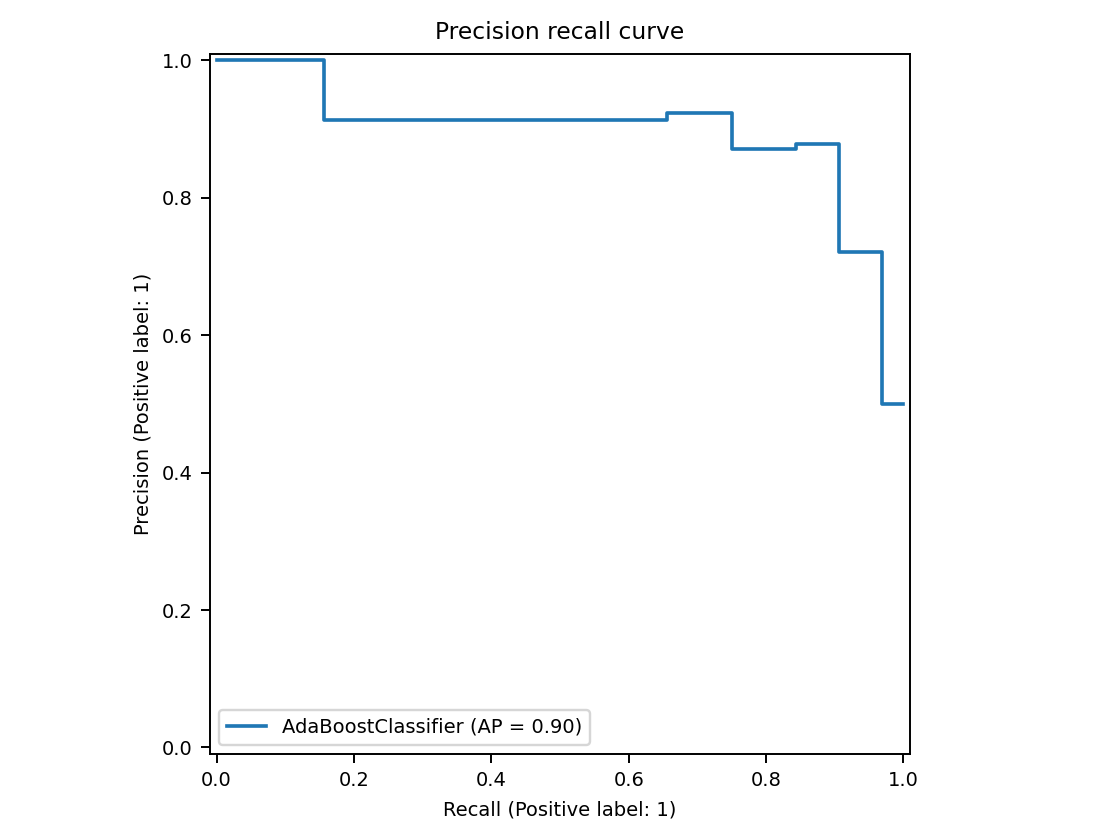 Precision recall curve
1.0
0.8
0.6
0.4
0.2
0.0
Precision (Positive label: 1)
AdaBoostClassifier (AP = 0.90)
0.0 0.2 0.4 0.6 0.8 1.0
Recall (Positive label: 1)